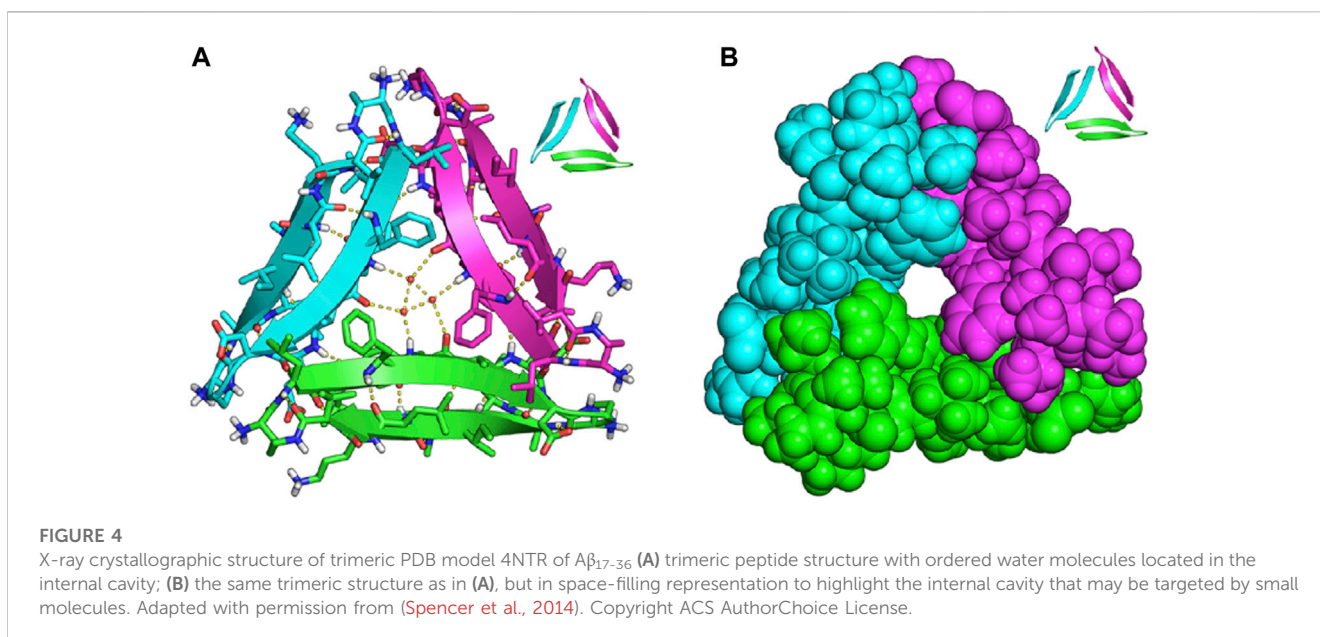 A
B
FIGURE 4
X-ray crystallographic structure of trimeric PDB model 4NTR of Aβ17-36 (A) trimeric peptide structure with ordered water molecules located in the
internal cavity; (B) the same trimeric structure as in (A), but in space-filling representation to highlight the internal cavity that may be targeted by small
molecules. Adapted with permission from (Spencer et al., 2014). Copyright ACS AuthorChoice License.